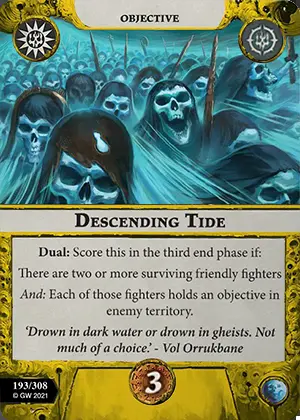 OBJECTIVE
DESCENDING TIDE
Dual: Score this in the third end phase if:
There are two or more surviving friendly fighters
And: Each of those fighters holds an objective in
enemy territory.
'Drown in dark water or drown in gheists. Not
much of a choice.' - Vol Orrukbane
193/308
© GW 2021
3